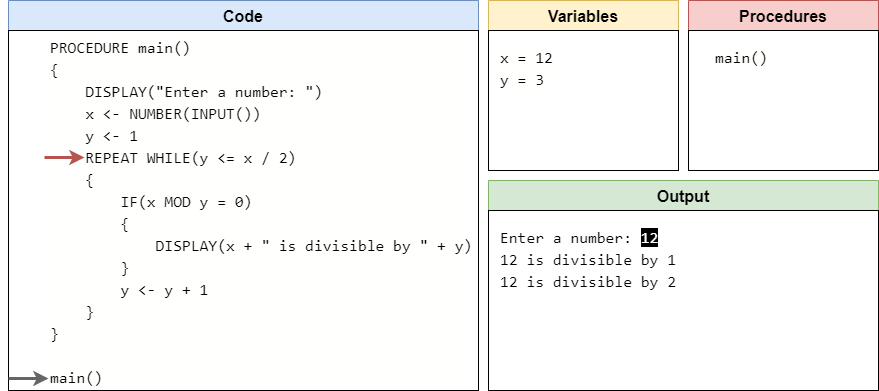 Code
PROCEDURE main()
{
DISPLAY("Enter a number: ")
x <- NUMBER(INPUT())
y <- 1
REPEAT WHILE(y <= x / 2)
{
IF(x MOD y = 0)
{
DISPLAY(x + " is divisible by " + y)
}
y <- y + 1
}
}
main()
Variables
x = 12
y = 3
Procedures
main()
Output
Enter a number: 12
12 is divisible by 1
12 is divisible by 2